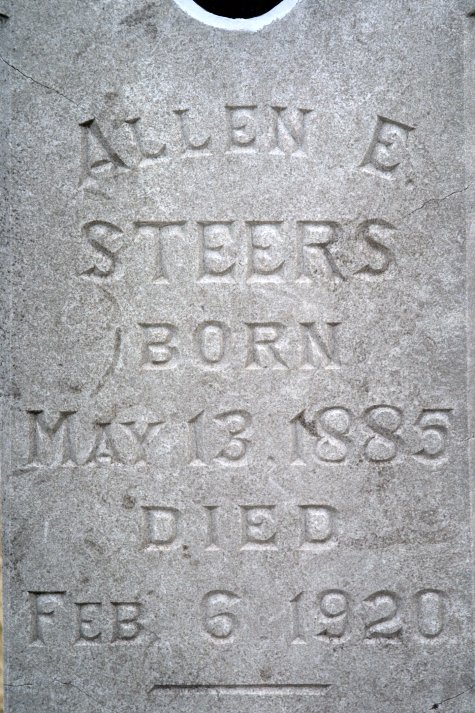 ALLEN E
STEERS
BORN
MAY 13. 1885
DIED
FEB. 6 1920